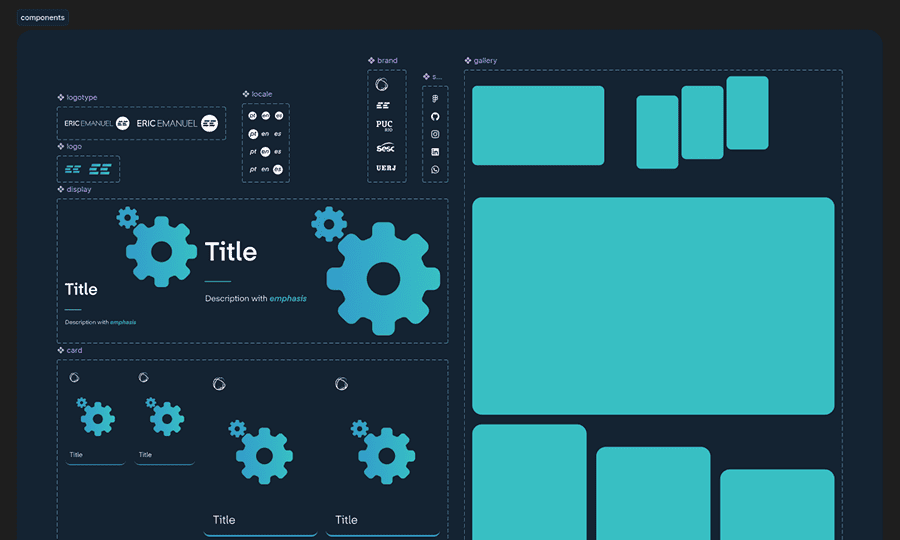 components
logotype
ERIC EMANUEL
ERIC EMANUEL
logo
locale
pt en es
pt en es
pt en es
pt en es
brand
PUC
RIO
Sesc
UERJ
s...
gallery
display
Title
Description with emphasis
Title
Description with emphasis
card
Title
Title
Title
Title